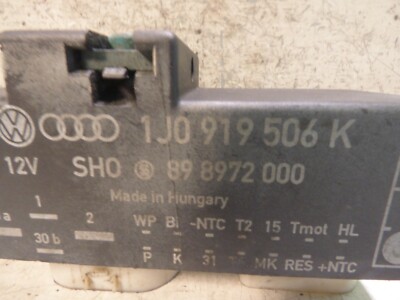 1J0 919 506 K
12V SHO 89 8972 000
Made in Hungary
1 2 WP BI -NTC T2 15 Tmot HL
30 b P K 31 MK RES +NTC